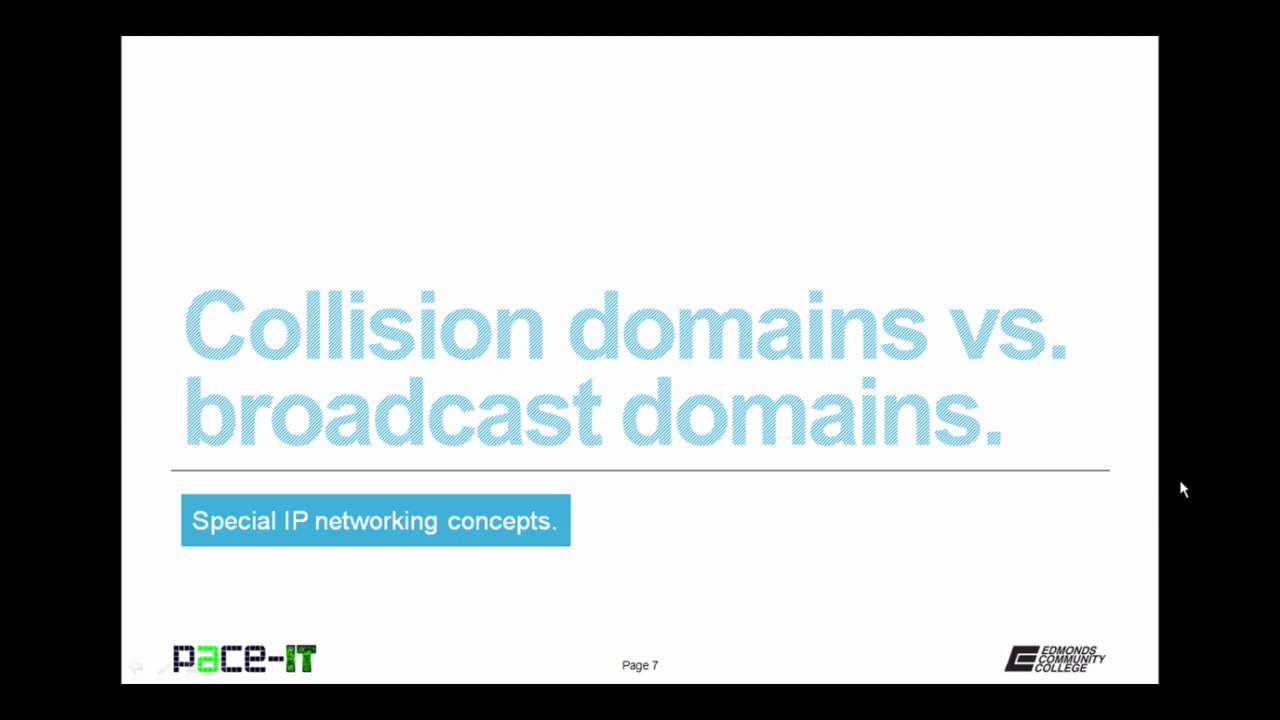 Collision domains vs.
broadcast domains.
Special IP networking concepts.
pace-IT
Page 7
EDMONDS
COMMUNITY
COLLEGE